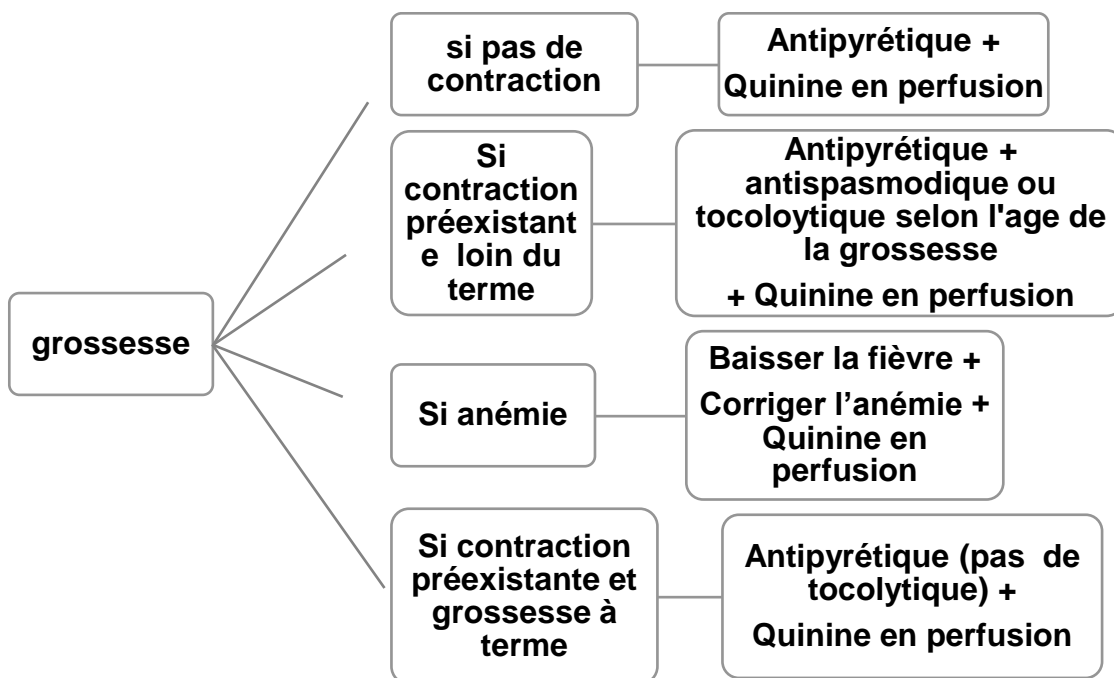 si pas de
contraction
Antipyrétique +
Quinine en perfusion
Si
contraction
préexistant
e loin du
terme
Antipyrétique +
antispasmodique ou
tocoloytique selon l'age de
la grossesse
+ Quinine en perfusion
grossesse
Si anémie
Baisser la fièvre +
Corriger l’anémie +
Quinine en
perfusion
Si contraction
préexistante et
grossesse à
terme
Antipyrétique (pas de
tocolytique) +
Quinine en perfusion